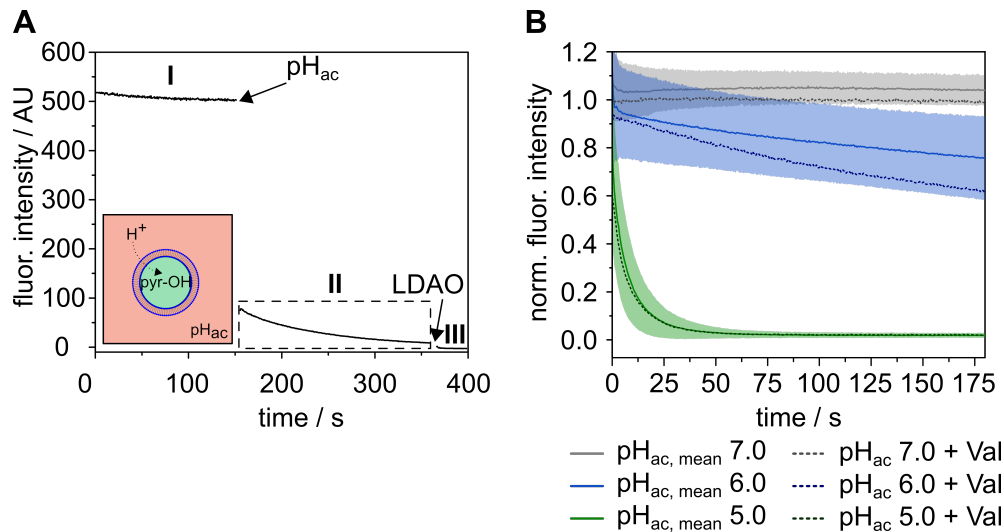 A
B
600
500
400
300
200
100
0
fluor. intensity / AU
I
pHac
H+
pyr-OH
pHac
II
LDAO
III
0
100
200
300
400
time / s
1.2
1.0
0.8
0.6
0.4
0.2
0.0
norm. fluor. intensity
0
25
50
75
100
125
150
175
time / s
pHac, mean 7.0
pHac 7.0 + Val
pHac, mean 6.0
pHac 6.0 + Val
pHac, mean 5.0
pHac 5.0 + Val